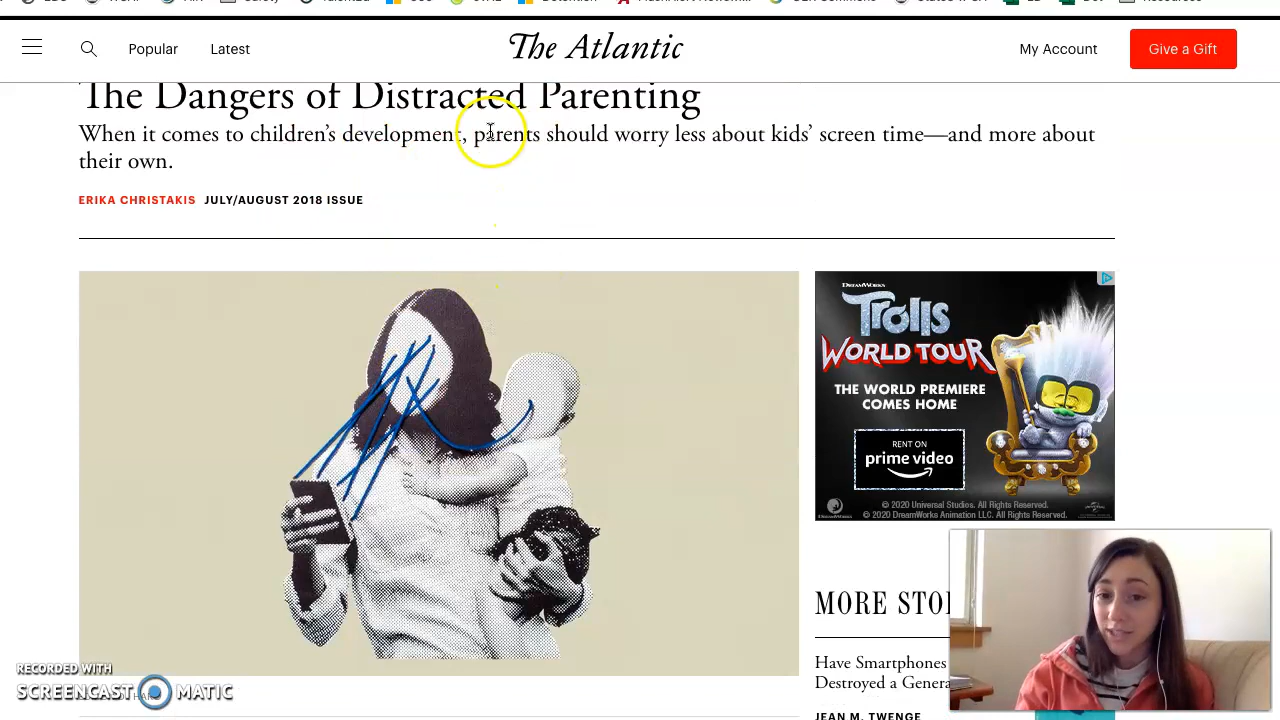 Popular
Latest
The Atlantic
My Account
Give a Gift
The Dangers of Distracted Parenting
When it comes to children's development, parents should worry less about kids' screen time—and more about
their own.
ERIKA CHRISTAKIS JULY/AUGUST 2018 ISSUE
DREAMWORKS
Trolls
WORLD TOUR
THE WORLD PREMIERE
COMES HOME
RENT ON
prime video
© 2020 Universal Studios. All Rights Reserved.
© 2020 DreamWorks Animation LLC. All Rights Reserved.
MORE
Have Smartphones
Destroyed a
JEAN M. TWENGE
RECORDED WITH
SCREENCAST MATIC